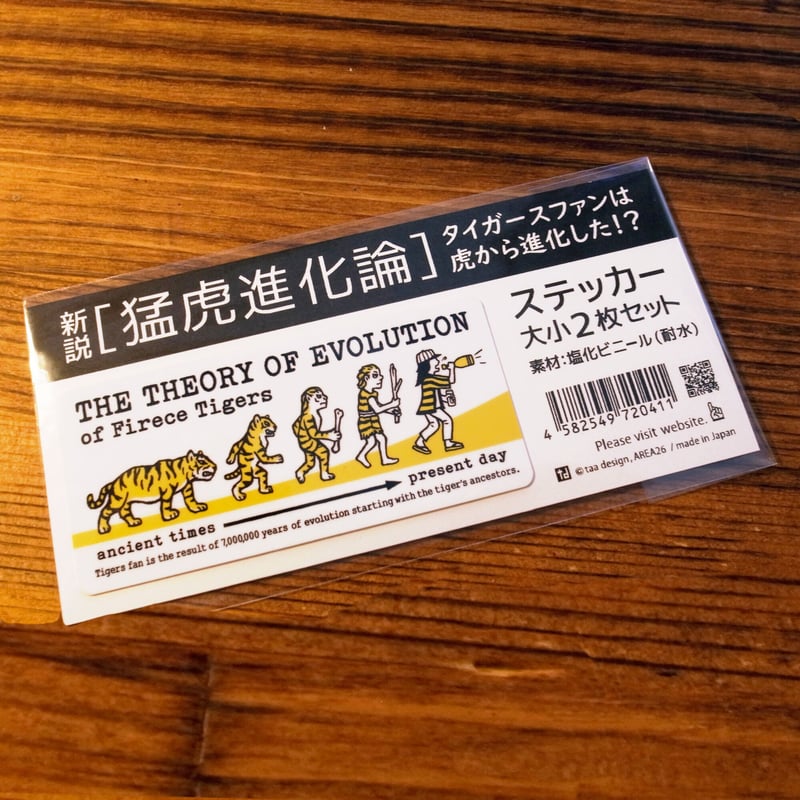 新説[猛虎進化論]
タイガースファンは
虎から進化した!?
THE THEORY OF EVOLUTION
of Firece Tigers
ancient times
present day
Tigers fan is the result of 7,000,000 years of evolution starting with the tiger's ancestors.
ステッカー
大小2枚セット
素材:塩化ビニール(耐水)
4 582549 720411
Please visit website.
td © taa design, AREA26 / made in Japan